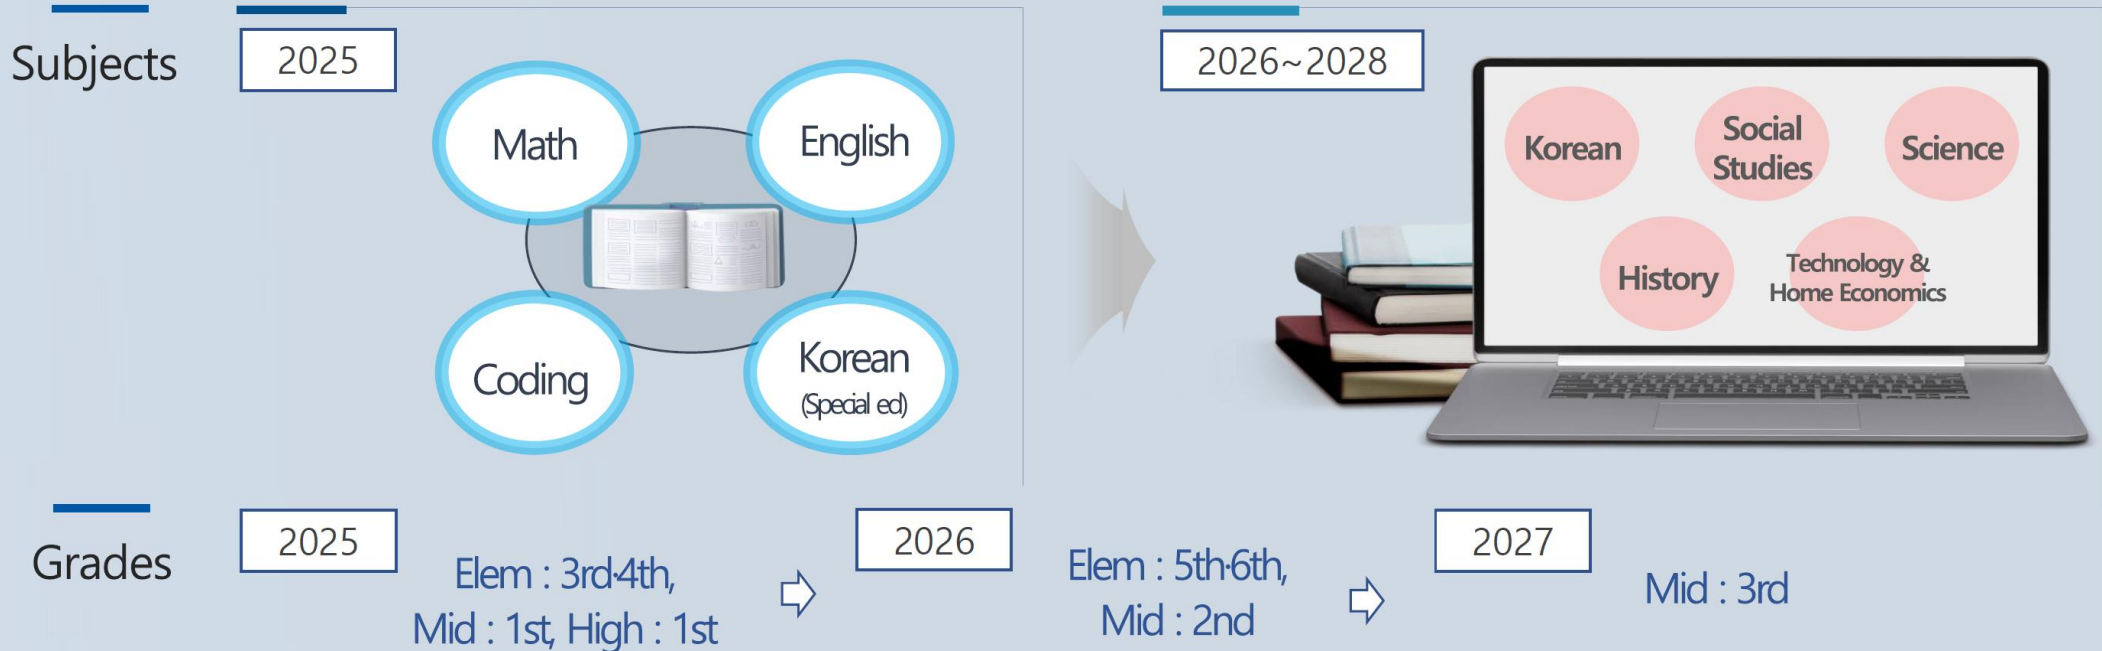 Subjects
2025
Math
English
Coding
Korean
(Special ed)
2026~2028
Korean
Social
Studies
Science
History
Technology &
Home Economics
Grades
2025
Elem : 3rd·4th,
Mid : 1st, High : 1st
2026
Elem : 5th·6th,
Mid : 2nd
2027
Mid : 3rd